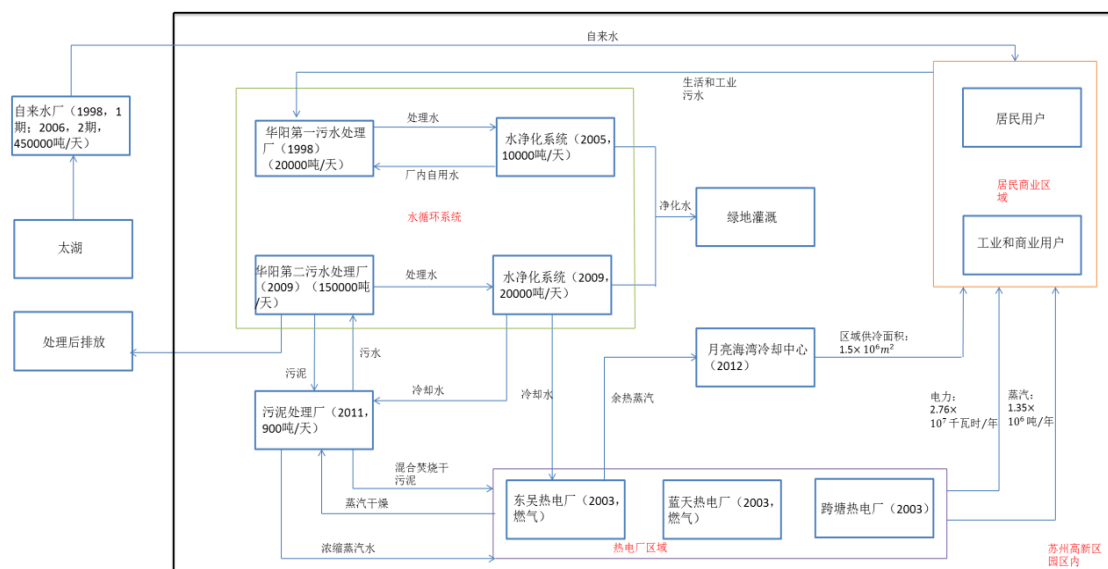 自来水
自来水厂（1998，1
期；2006，2期，
450000吨/天）
太湖
处理后排放
生活和工业
污水
华阳第一污水处理
厂（1998）
（20000吨/天）
处理水
厂内自用水
水净化系统（2005，
10000吨/天）
水循环系统
华阳第二污水处理厂
（2009）（150000吨
/天）
处理水
水净化系统（2009，
20000吨/天）
净化水
绿地灌溉
居民用户
居民商业区
域
工业和商业用户
污泥
污水
冷却水
冷却水
污泥处理厂（2011，
900吨/天）
余热蒸汽
月亮海湾冷却中心
（2012）
区域供冷面积：
1.5× 10⁶m²
电力：
2.76×
10⁷千瓦时/年
蒸汽：
1.35×
10⁶吨/年
混合焚烧干
污泥
蒸汽干燥
浓缩蒸汽水
东吴热电厂（2003，
燃气）
蓝天热电厂（2003，
燃气）
跨塘热电厂（2003）
热电厂区域
苏州高新区
园区内